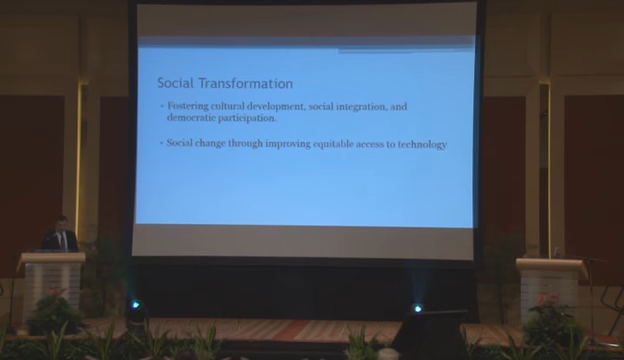 Social Transformation
• Fostering cultural development, social integration, and
democratic participation.
• Social change through improving equitable access to technology